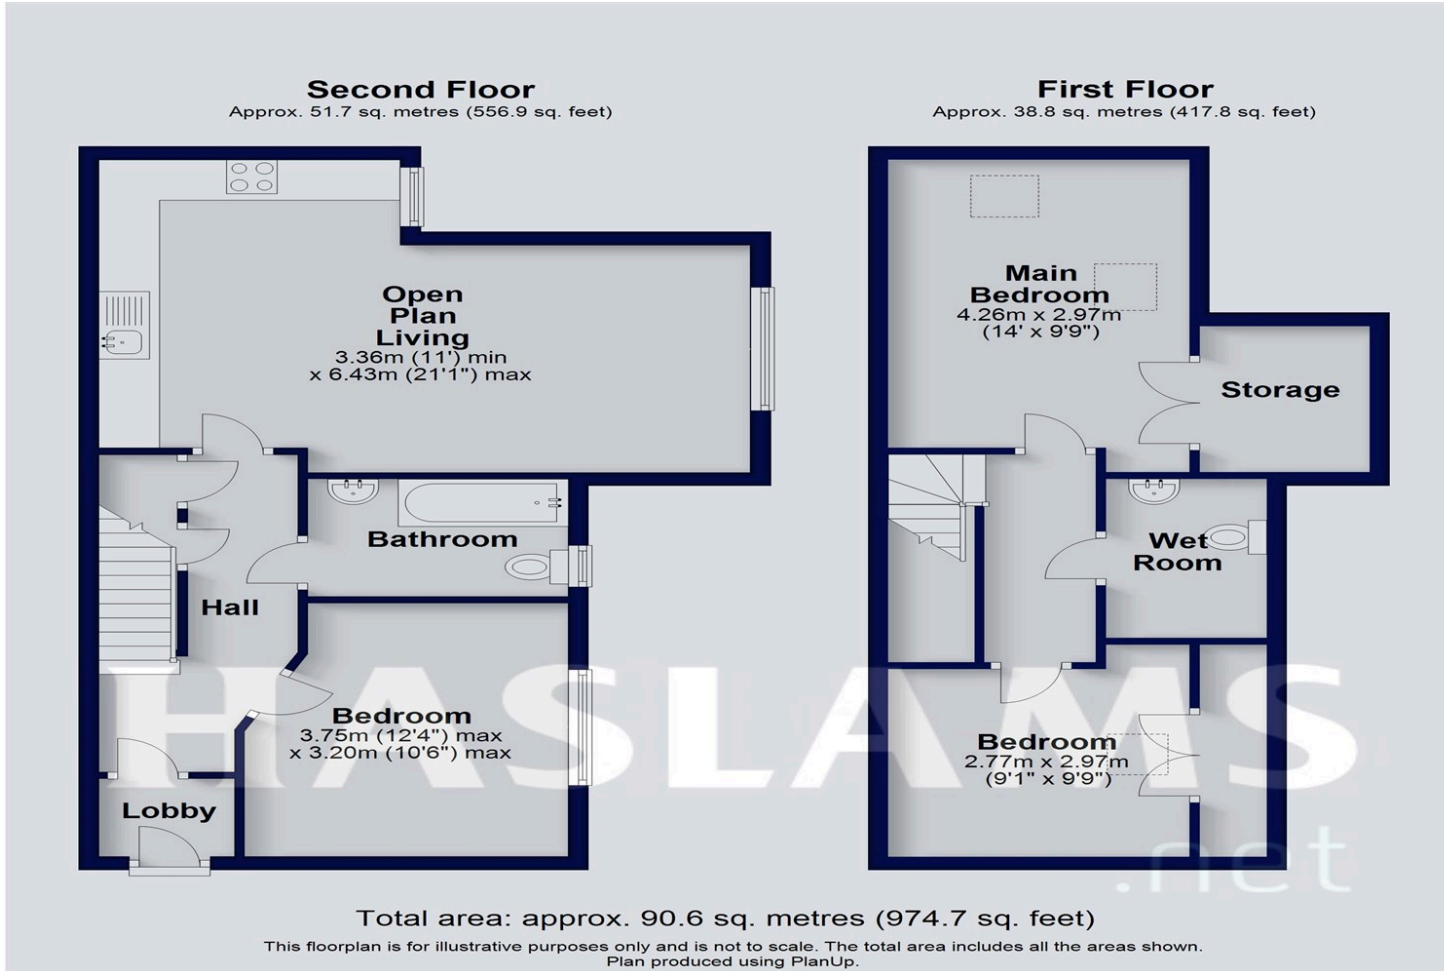 Second Floor
Approx. 51.7 sq. metres (556.9 sq. feet)
Open
Plan
Living
3.36m (11') min
x 6.43m (21'1") max
Bathroom
Hall
Bedroom
3.75m (12'4") max
x 3.20m (10'6") max
Lobby
First Floor
Approx. 38.8 sq. metres (417.8 sq. feet)
Main
Bedroom
4.26m x 2.97m
(14' x 9'9")
Storage
Wet
Room
Bedroom
2.77m x 2.97m
(9'1" x 9'9")
HASLAMS
.net
Total area: approx. 90.6 sq. metres (974.7 sq. feet)
This floorplan is for illustrative purposes only and is not to scale. The total area includes all the areas shown.
Plan produced using PlanUp.